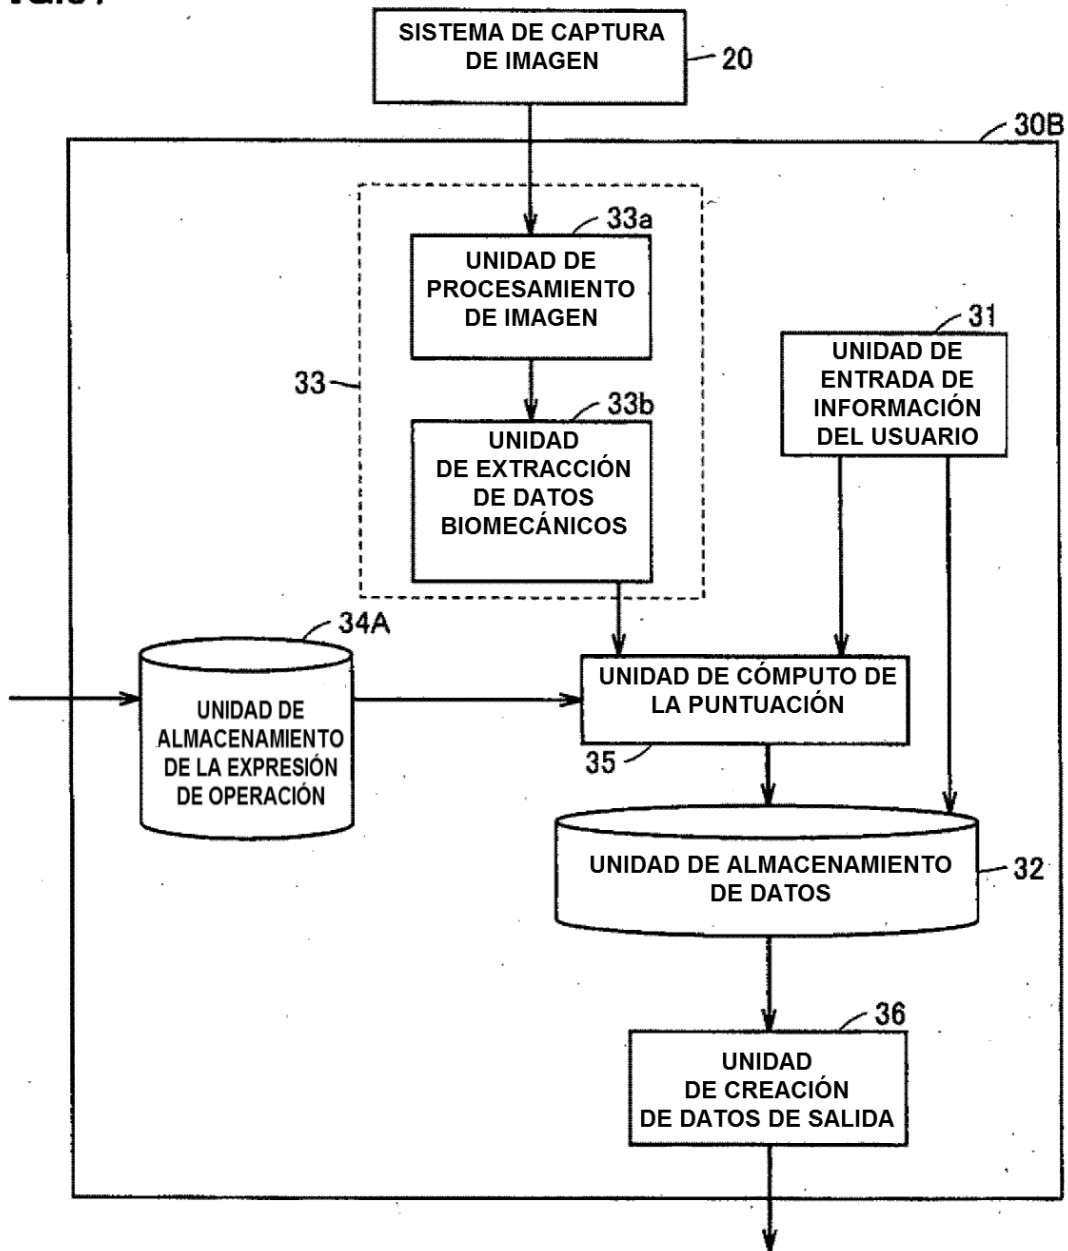 SISTEMA DE CAPTURA
DE IMAGEN
20
30B
33a
UNIDAD DE
PROCESAMIENTO
DE IMAGEN
31
UNIDAD DE
ENTRADA DE
INFORMACIÓN
DEL USUARIO
33
33b
UNIDAD
DE EXTRACCIÓN
DE DATOS
BIOMECÁNICOS
34A
UNIDAD DE
ALMACENAMIENTO
DE LA EXPRESIÓN
DE OPERACIÓN
UNIDAD DE CÓMPUTO DE
LA PUNTUACIÓN
35
UNIDAD DE ALMACENAMIENTO
DE DATOS
32
36
UNIDAD
DE CREACIÓN
DE DATOS DE SALIDA